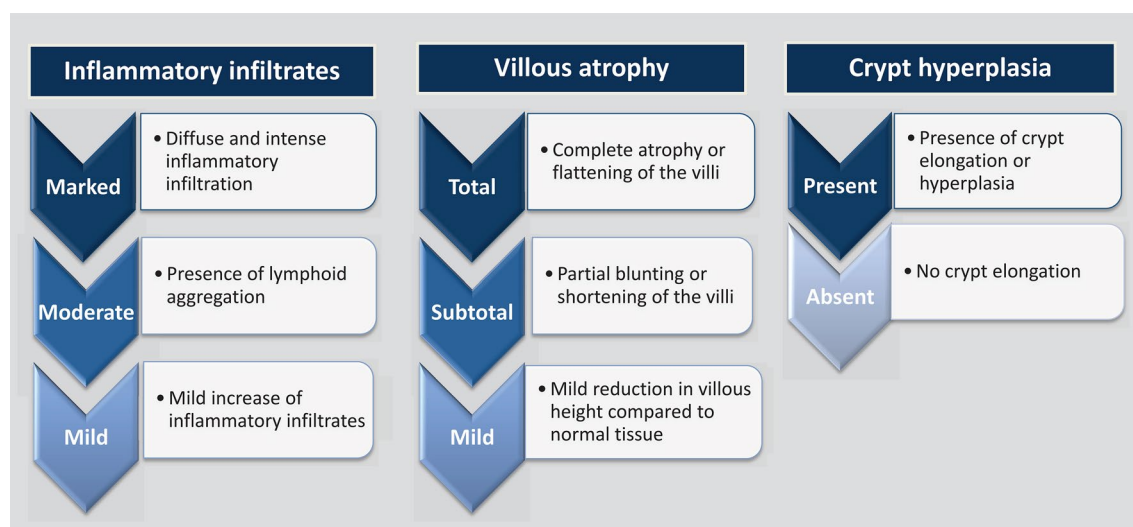 Inflammatory infiltrates
Marked
• Diffuse and intense
inflammatory
infiltration
Moderate
• Presence of lymphoid
aggregation
Mild
• Mild increase of
inflammatory infiltrates
Villous atrophy
Total
• Complete atrophy or
flattening of the villi
Subtotal
• Partial blunting or
shortening of the villi
Mild
• Mild reduction in villous
height compared to
normal tissue
Crypt hyperplasia
Present
• Presence of crypt
elongation or
hyperplasia
Absent
• No crypt elongation